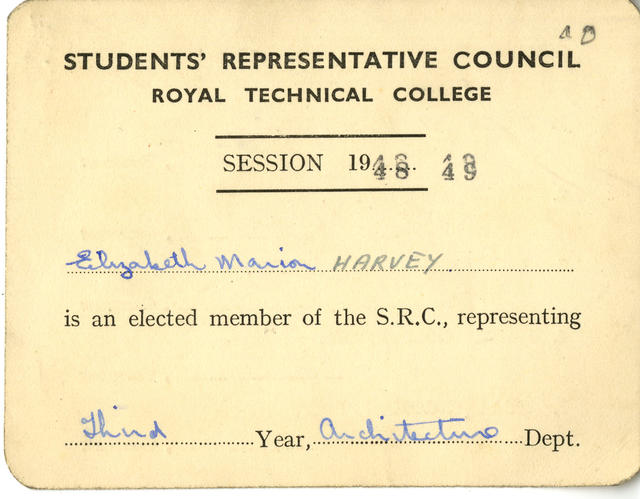 STUDENTS' REPRESENTATIVE COUNCIL
ROYAL TECHNICAL COLLEGE
SESSION 1948 49
Elizabeth Marion HARVEY
is an elected member of the S.R.C., representing
Third Year, Architecture Dept.